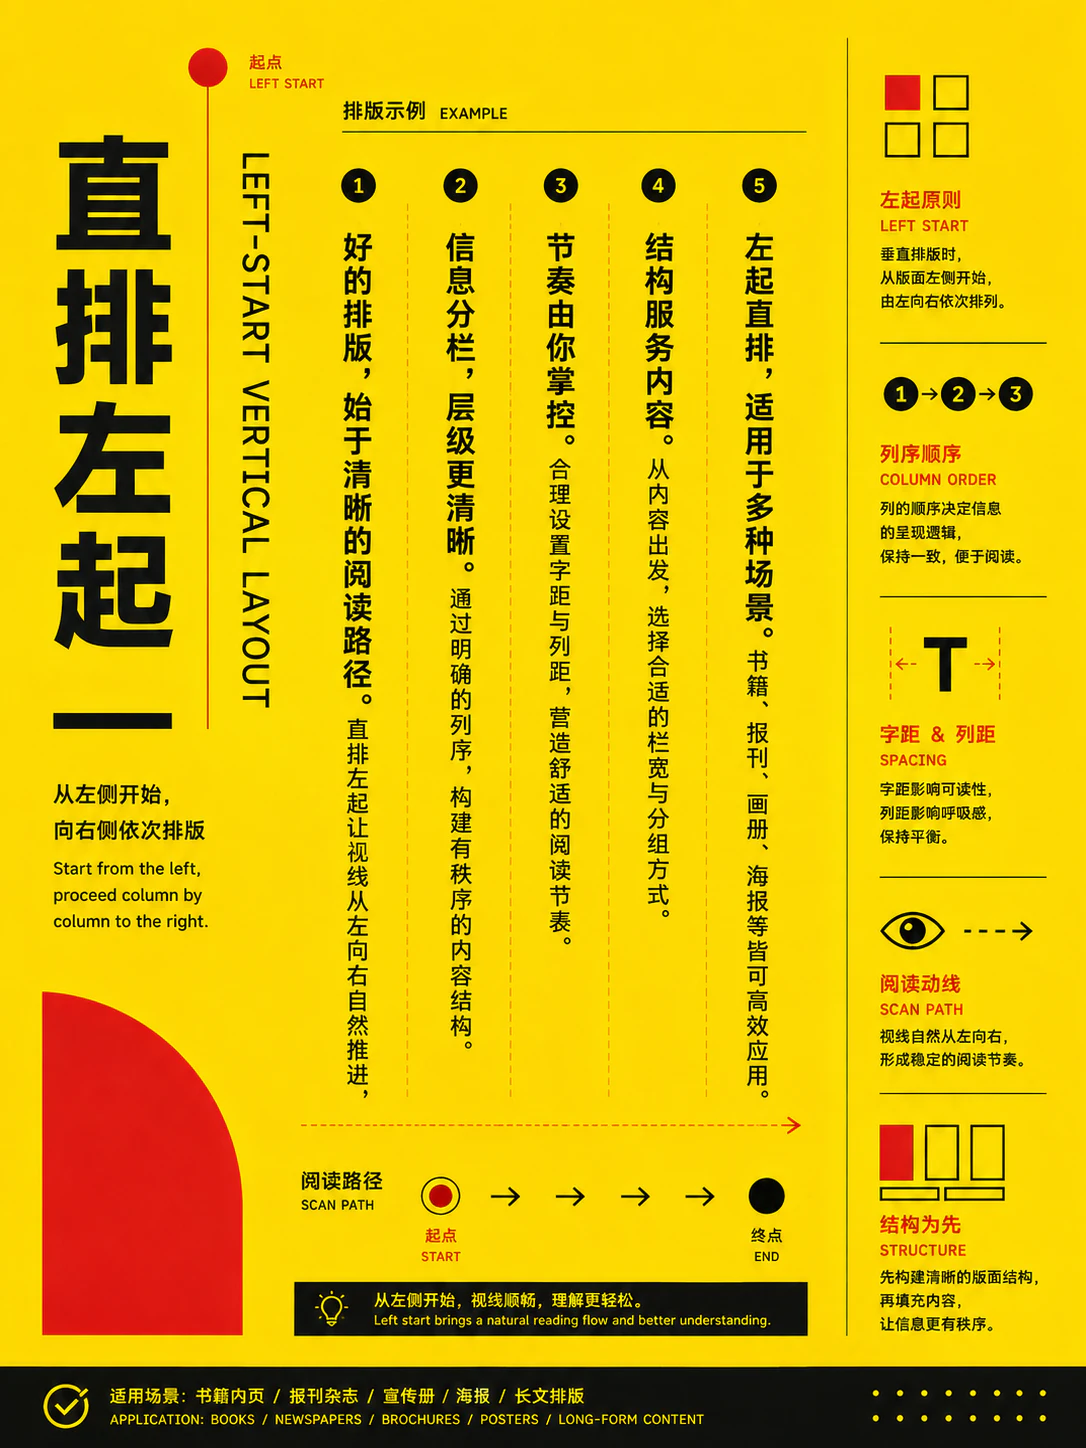 直排左起
LEFT-START VERTICAL LAYOUT
起点
LEFT START
从左侧开始，
向右侧依次排版
Start from the left,
proceed column by
column to the right.
排版示例 EXAMPLE
1
好的排版，始于清晰的阅读路径。直排左起让视线从左向右自然推进，
2
信息分栏，层级更清晰。通过明确的列序，构建有秩序的内容结构。
3
节奏由你掌控。合理设置字距与列距，营造舒适的阅读节表。
4
结构服务内容。从内容出发，选择合适的栏宽与分组方式。
5
左起直排，适用于多种场景。书籍、报刊、画册、海报等皆可高效应用。
阅读路径
SCAN PATH
起点
START
终点
END
从左侧开始，视线顺畅，理解更轻松。
Left start brings a natural reading flow and better understanding.
左起原则
LEFT START
垂直排版时，
从版面左侧开始，
由左向右依次排列。
1 → 2 → 3
列序顺序
COLUMN ORDER
列的顺序决定信息
的呈现逻辑，
保持一致，便于阅读。
T
字距 & 列距
SPACING
字距影响可读性，
列距影响呼吸感，
保持平衡。
阅读动线
SCAN PATH
视线自然从左向右，
形成稳定的阅读节奏。
结构为先
STRUCTURE
先构建清晰的版面结构，
再填充内容，
让信息更有秩序。
适用场景：书籍内页 / 报刊杂志 / 宣传册 / 海报 / 长文排版
APPLICATION: BOOKS / NEWSPAPERS / BROCHURES / POSTERS / LONG-FORM CONTENT